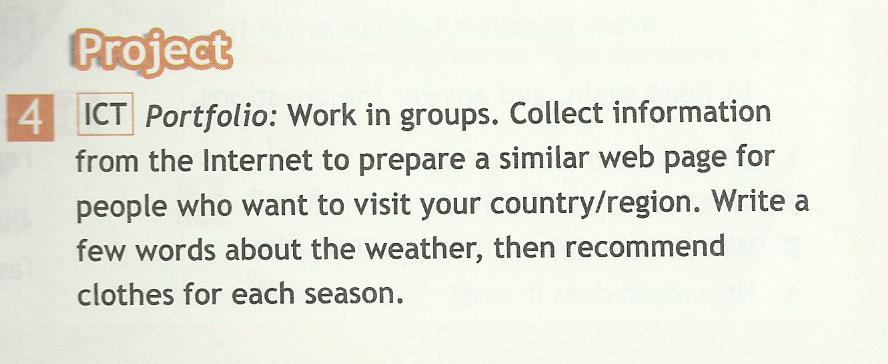 Project
4 ICT Portfolio: Work in groups. Collect information
from the Internet to prepare a similar web page for
people who want to visit your country/region. Write a
few words about the weather, then recommend
clothes for each season.